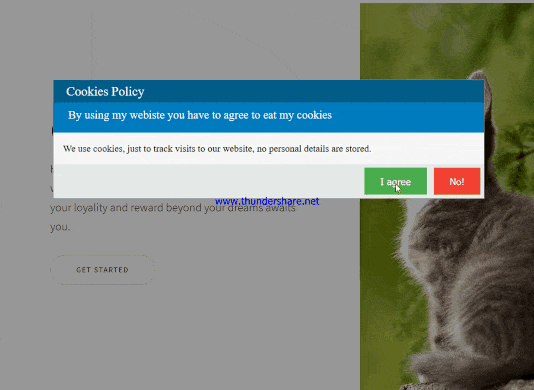 Cookies Policy
By using my webiste you have to agree to eat my cookies
We use cookies, just to track visits to our website, no personal details are stored.
I agree
No!
www.thundershare.net
your loyality and reward beyond your dreams awaits
you.
GET STARTED